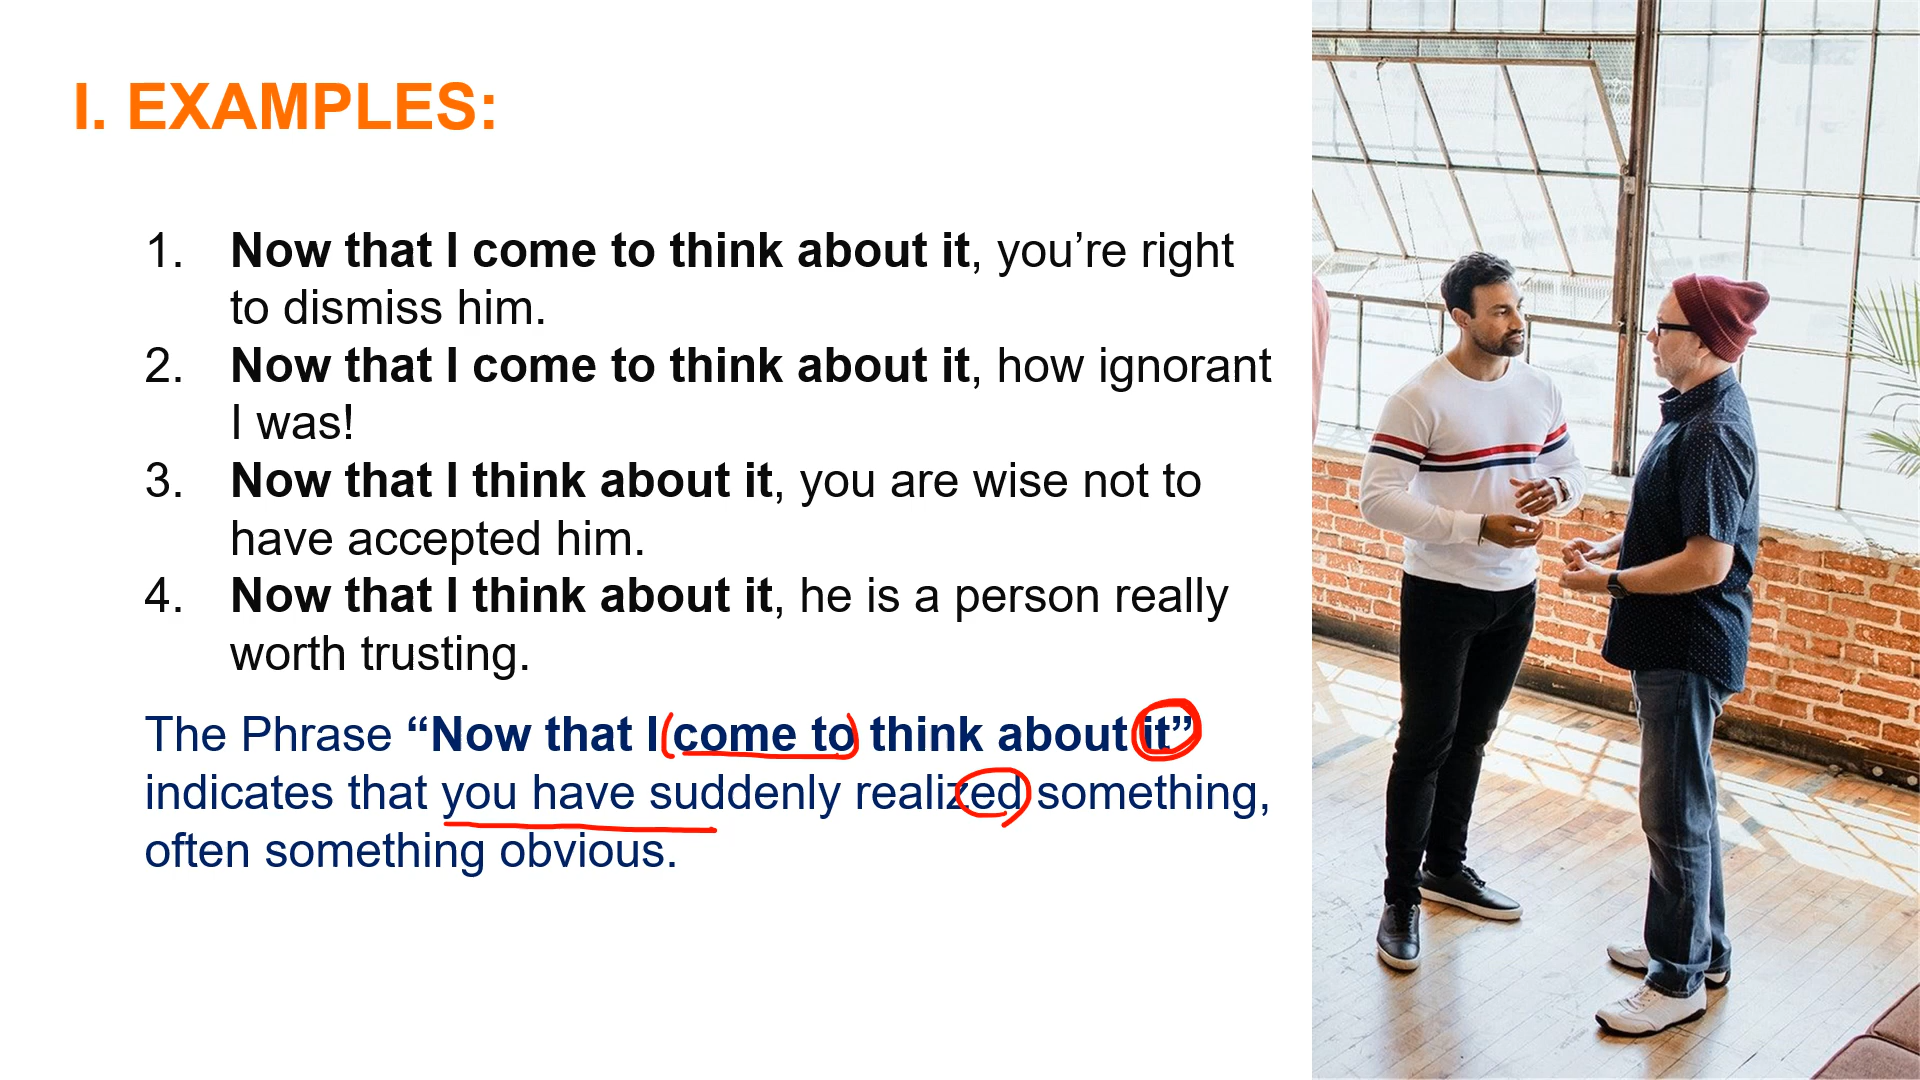 I. EXAMPLES:
1. Now that I come to think about it, you’re right
to dismiss him.
2. Now that I come to think about it, how ignorant
I was!
3. Now that I think about it, you are wise not to
have accepted him.
4. Now that I think about it, he is a person really
worth trusting.
The Phrase “Now that I (come to) think about it”
indicates that you have suddenly realized something,
often something obvious.